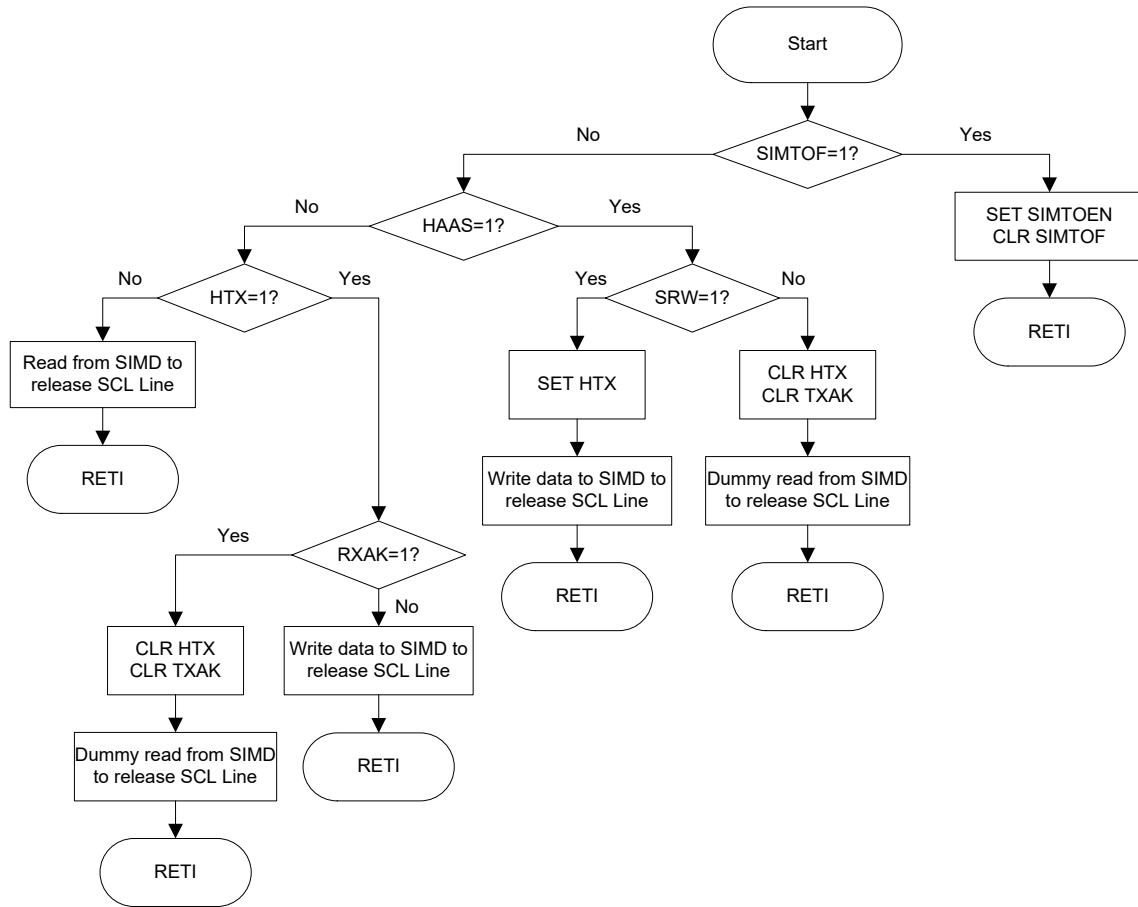 Start
No
Yes
SIMTOF=1?
No
Yes
HAAS=1?
SET SIMTOEN
CLR SIMTOF
No
Yes
HTX=1?
Yes
No
SRW=1?
RETI
Read from SIMD to
release SCL Line
SET HTX
CLR HTX
CLR TXAK
RETI
Write data to SIMD to
release SCL Line
Dummy read from SIMD
to release SCL Line
Yes
RXAK=1?
No
RETI
RETI
CLR HTX
CLR TXAK
Write data to SIMD to
release SCL Line
Dummy read from SIMD
to release SCL Line
RETI
RETI